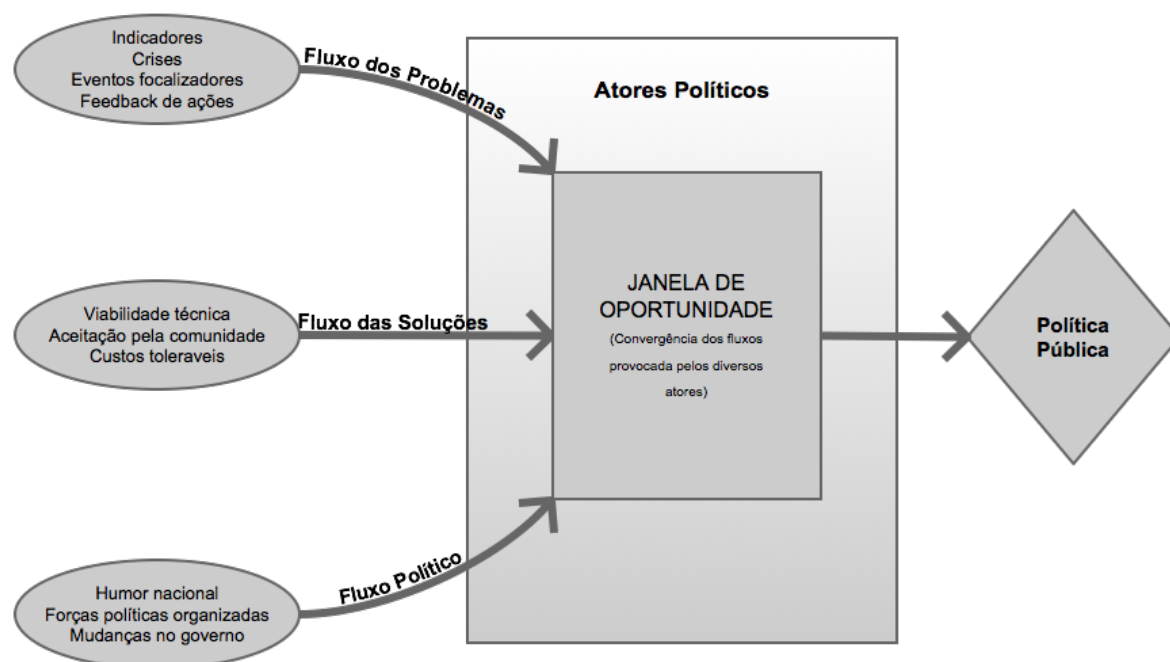 Indicadores
Crises
Eventos focalizadores
Feedback de ações
Fluxo dos Problemas
Atores Políticos
Viabilidade técnica
Aceitação pela comunidade
Custos toleraveis
Fluxo das Soluções
JANELA DE
OPORTUNIDADE
(Convergência dos fluxos
provocada pelos diversos
atores)
Política
Pública
Humor nacional
Forças políticas organizadas
Mudanças no governo
Fluxo Político